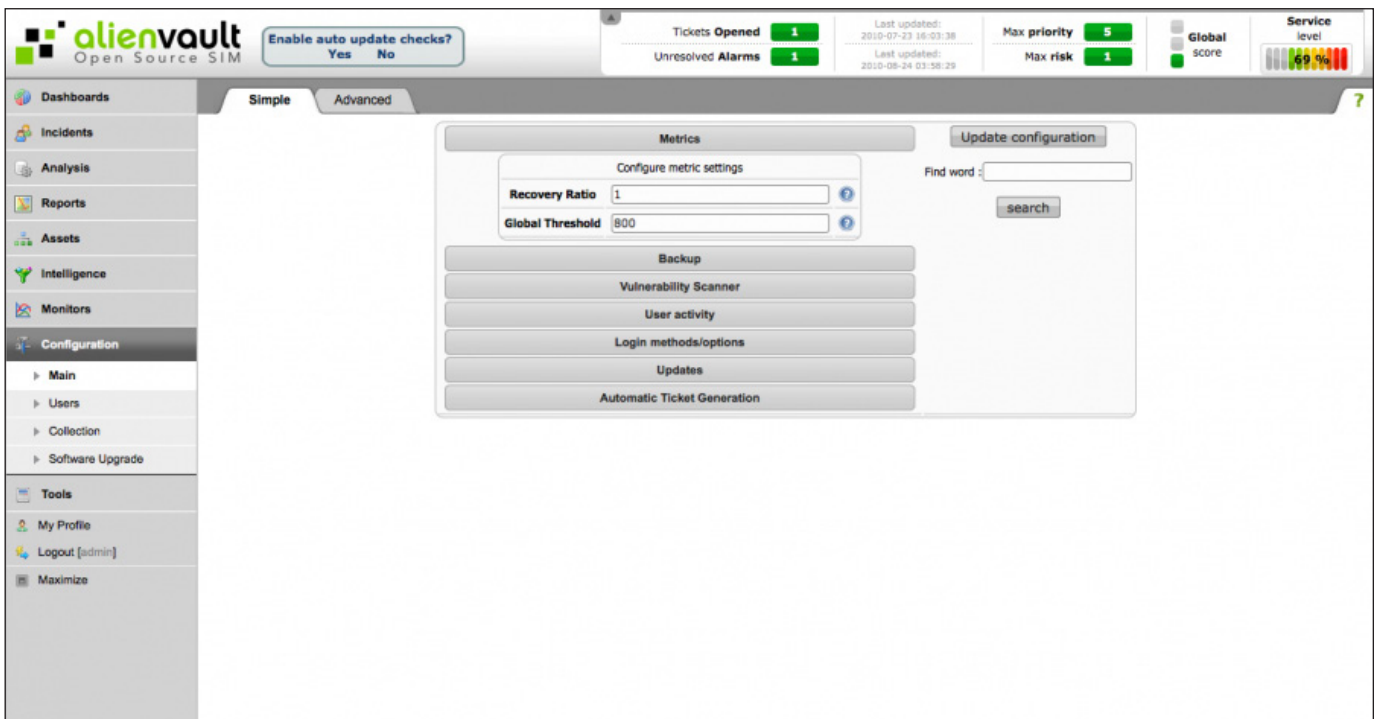 alienvault
Open Source SIM
Enable auto update checks?
Yes No
Tickets Opened 1
Unresolved Alarms 1
Last updated:
2010-07-23 16:03:38
Last updated:
2010-08-24 03:58:29
Max priority 5
Max risk 1
Global
score
Service
level
69 %
Dashboards
Incidents
Analysis
Reports
Assets
Intelligence
Monitors
Configuration
Main
Users
Collection
Software Upgrade
Tools
My Profile
Logout [admin]
Maximize
Simple
Advanced
?
Metrics
Configure metric settings
Recovery Ratio 1 ?
Global Threshold 800 ?
Backup
Vulnerability Scanner
User activity
Login methods/options
Updates
Automatic Ticket Generation
Update configuration
Find word :
search